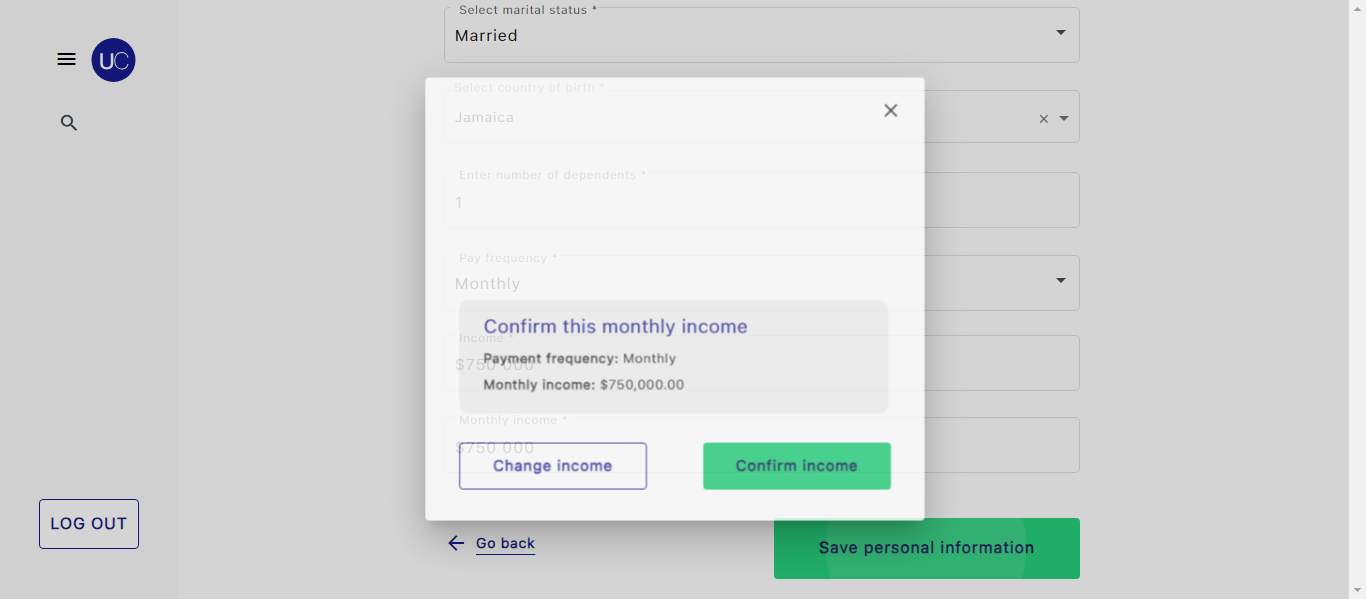 Select marital status *
Married
UC
Select country of birth *
Jamaica
Enter number of dependents *
1
Pay frequency *
Monthly
Confirm this monthly income
Income *
Payment frequency: Monthly
$750 000
Monthly income: $750,000.00
Monthly income *
$750 000
Change income
Confirm income
LOG OUT
Go back
Save personal information